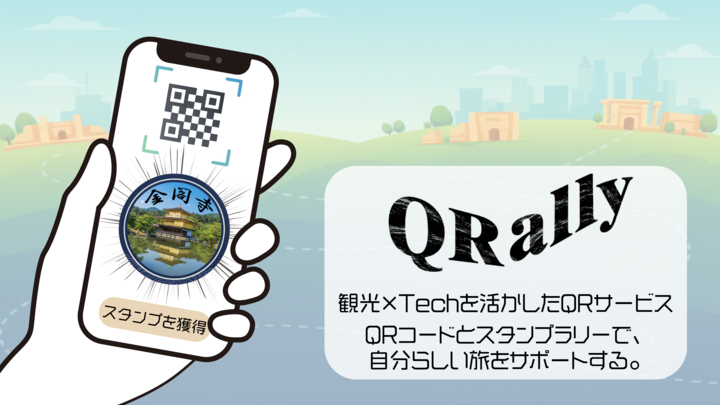 金閣寺
スタンプを獲得
QRally
観光×Techを活かしたQRサービス
QRコードとスタンプラリーで、
自分らしい旅をサポートする。